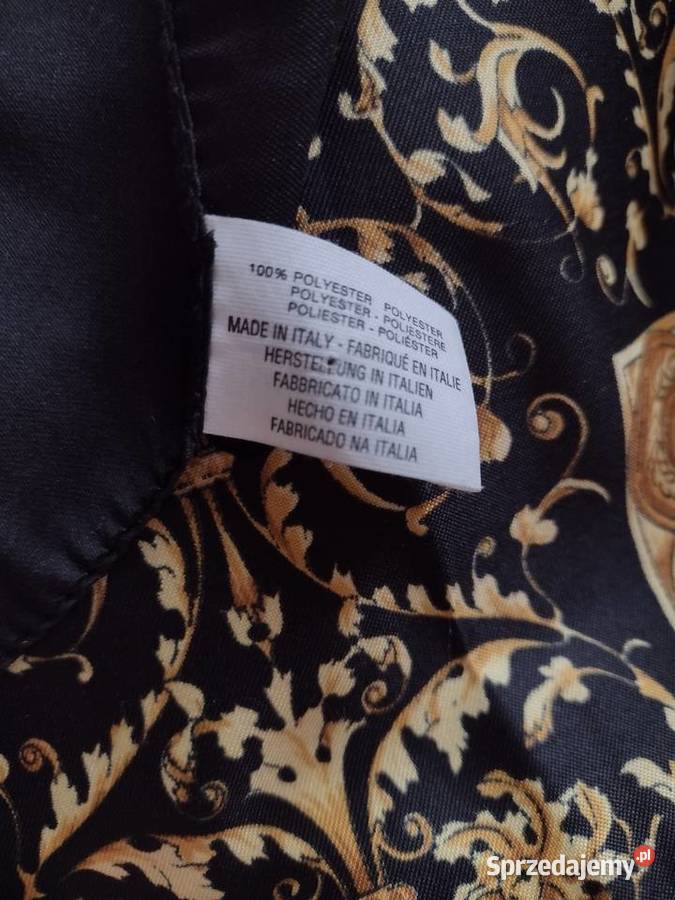 100% POLYESTER POLYESTER
POLYESTER - POLIESTERE
POLIESTER - POLIÉSTER
MADE IN ITALY - FABRIQUÉ EN ITALIE
HERSTELLUNG IN ITALIEN
FABBRICATO IN ITALIA
HECHO EN ITALIA
FABRICADO NA ITALIA
Sprzedajemy.pl